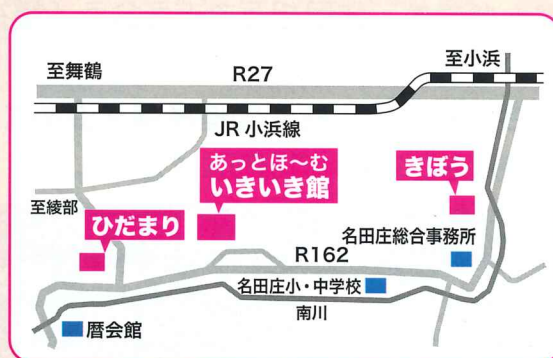 至小浜
至舞鶴
R27
JR 小浜線
あっとほ～む
いきいき館
きぼう
至綾部
ひだまり
名田庄総合事務所
R162
名田庄小・中学校
南川
暦会館